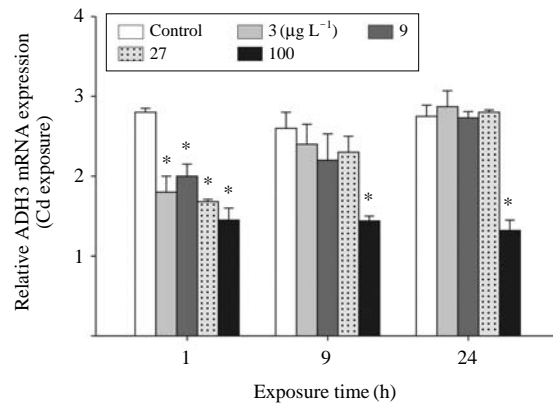 Control 3 (µg L⁻¹) 9
27 100
Relative ADH3 mRNA expression
(Cd exposure)
4
3
2
1
* * * *
*
*
1 9 24
Exposure time (h)